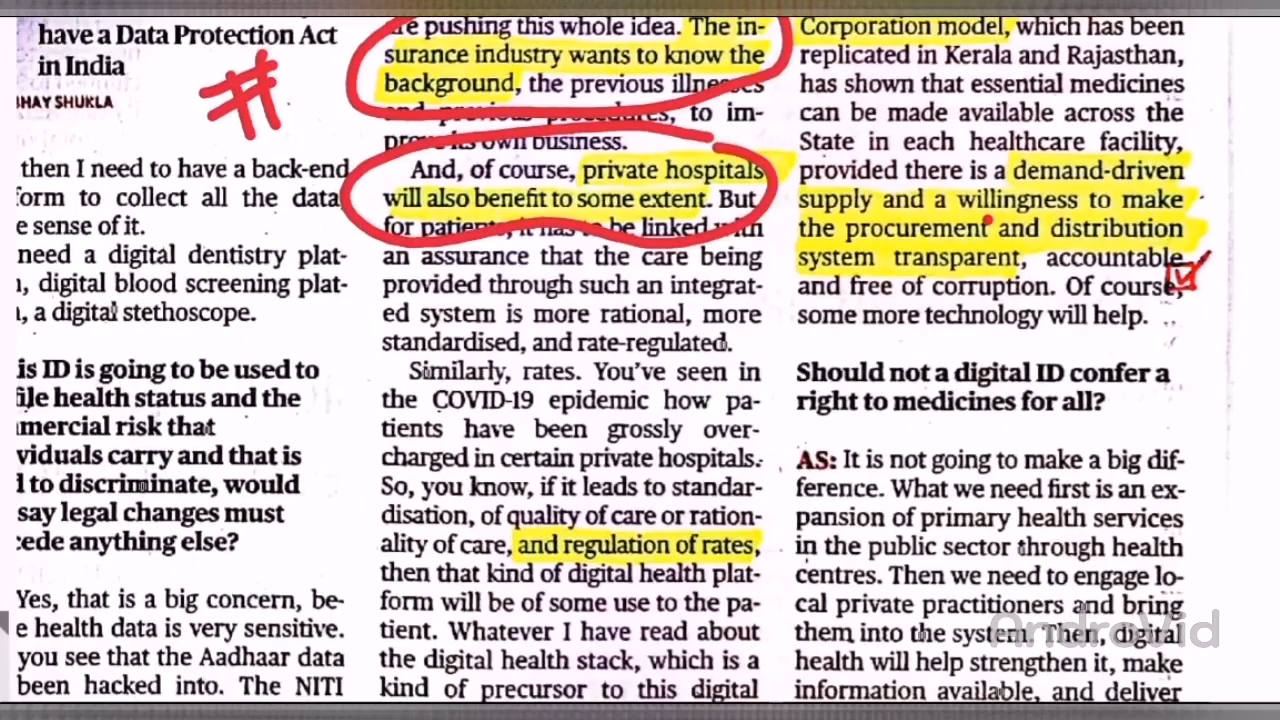 have a Data Protection Act
in India
HAY SHUKLA
then I need to have a back-end
form to collect all the data
e sense of it.
need a digital dentistry plat-
, digital blood screening plat-
, a digital stethoscope.
is ID is going to be used to
file health status and the
mercial risk that
viduals carry and that is
l to discriminate, would
say legal changes must
cede anything else?
Yes, that is a big concern, be-
e health data is very sensitive.
you see that the Aadhaar data
been hacked into. The NITI
re pushing this whole idea. The in-
surance industry wants to know the
background, the previous illnesses
and previous procedures, to im-
prove its own business.
And, of course, private hospitals
will also benefit to some extent. But
for patients, it has to be linked with
an assurance that the care being
provided through such an integrat-
ed system is more rational, more
standardised, and rate-regulated.
Similarly, rates. You've seen in
the COVID-19 epidemic how pa-
tients have been grossly over-
charged in certain private hospitals.
So, you know, if it leads to standar-
disation, of quality of care or ration-
ality of care, and regulation of rates,
then that kind of digital health plat-
form will be of some use to the pa-
tient. Whatever I have read about
the digital health stack, which is a
kind of precursor to this digital
Corporation model, which has been
replicated in Kerala and Rajasthan,
has shown that essential medicines
can be made available across the
State in each healthcare facility,
provided there is a demand-driven
supply and a willingness to make
the procurement and distribution
system transparent, accountable
and free of corruption. Of course,
some more technology will help.
Should not a digital ID confer a
right to medicines for all?
AS: It is not going to make a big dif-
ference. What we need first is an ex-
pansion of primary health services
in the public sector through health
centres. Then we need to engage lo-
cal private practitioners and bring
them into the system. Then, digital
health will help strengthen it, make
information available, and deliver
AndroVid